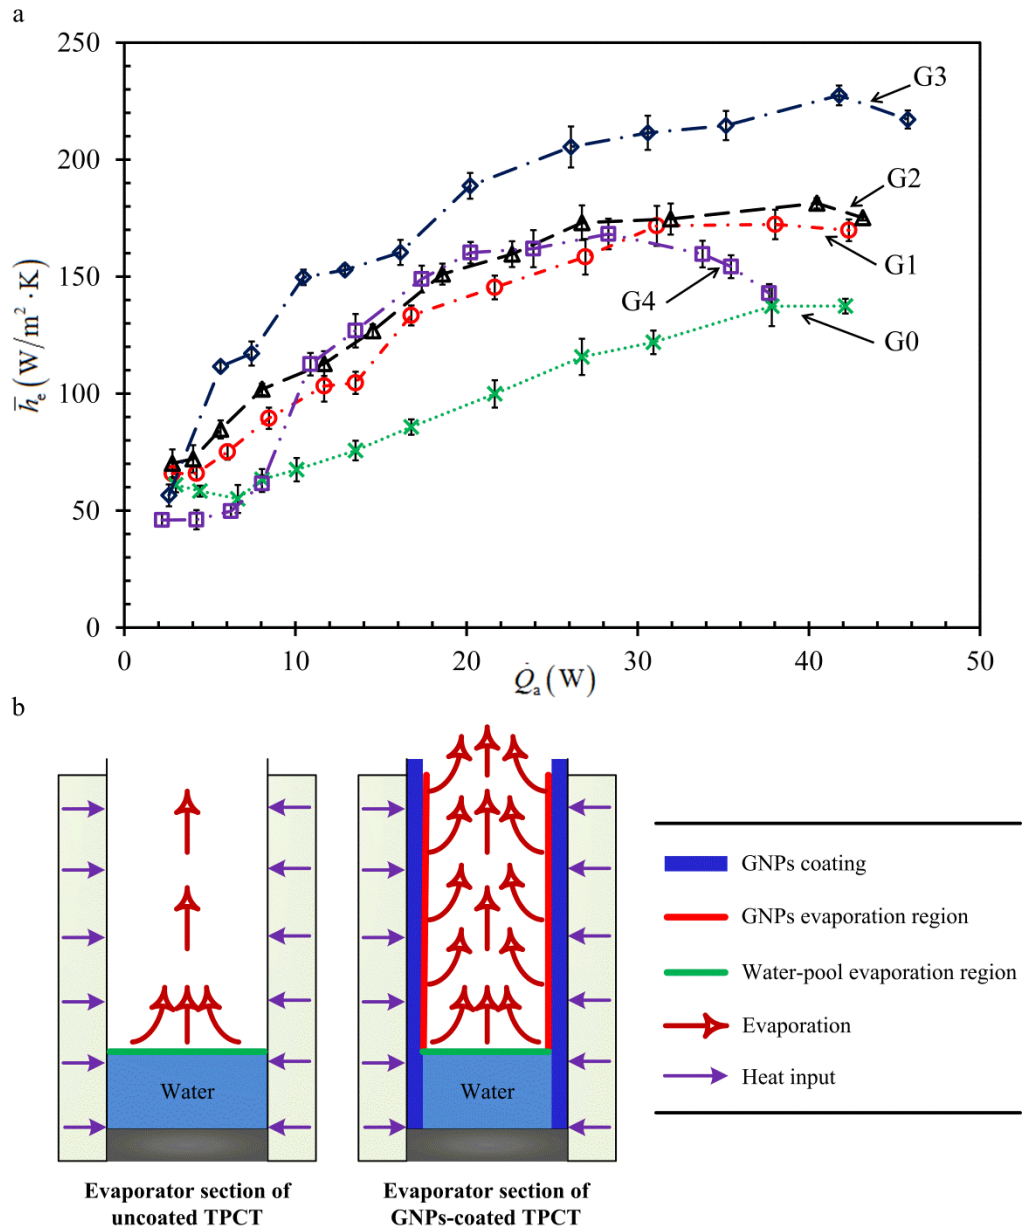 a
250
200
150
100
50
0
h̅e (W/m² ·K)
G3
G2
G1
G4
G0
0 10 20 30 40 50
Q̇a (W)
b
Water
Water
GNPs coating
GNPs evaporation region
Water-pool evaporation region
Evaporation
Heat input
Evaporator section of
uncoated TPCT
Evaporator section of
GNPs-coated TPCT